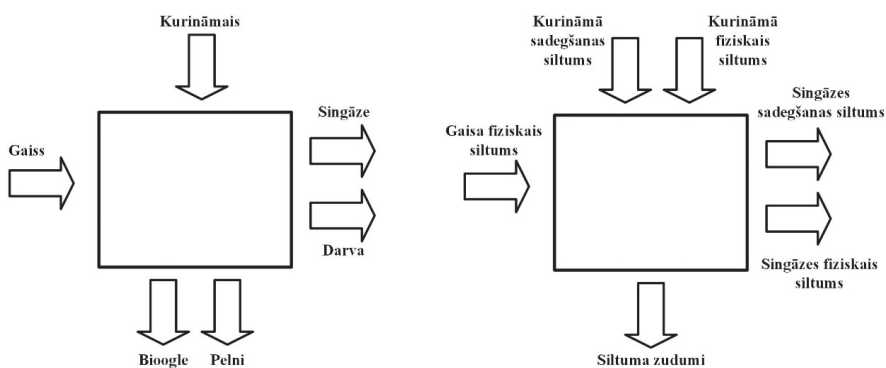 Kurināmais
Gaiss
Singāze
Darva
Bioogle
Pelni
Kurināmā
sadegšanas
siltums
Kurināmā
fiziskais
siltums
Gaisa fiziskais
siltums
Singāzes
sadegšanas siltums
Singāzes fiziskais
siltums
Siltuma zudumi